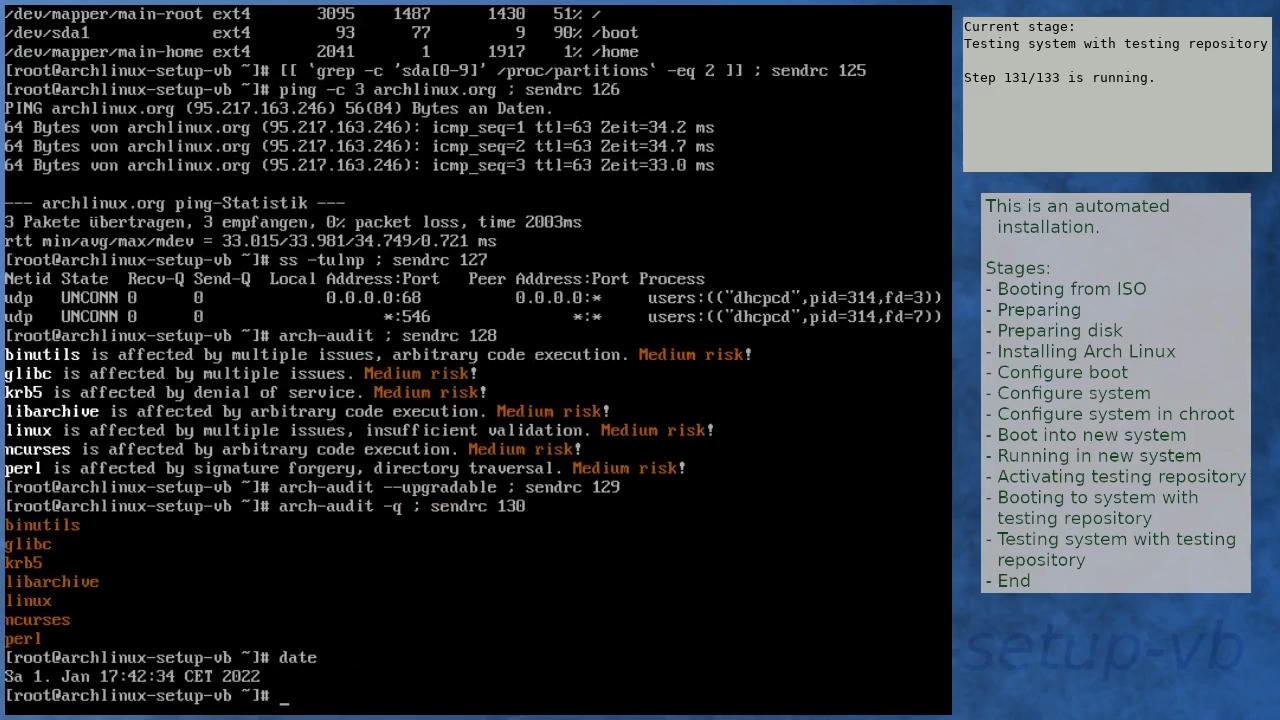 /dev/mapper/main-root ext4       3095    1487      1430   51% /
/dev/sda1             ext4         93      77         9   90% /boot
/dev/mapper/main-home ext4       2041       1      1917    1% /home
[root@archlinux-setup-vb ~]# [[ `grep -c 'sda[0-9]' /proc/partitions` -eq 2 ]] ; sendrc 125
[root@archlinux-setup-vb ~]# ping -c 3 archlinux.org ; sendrc 126
PING archlinux.org (95.217.163.246) 56(84) Bytes an Daten.
64 Bytes von archlinux.org (95.217.163.246): icmp_seq=1 ttl=63 Zeit=34.2 ms
64 Bytes von archlinux.org (95.217.163.246): icmp_seq=2 ttl=63 Zeit=34.7 ms
64 Bytes von archlinux.org (95.217.163.246): icmp_seq=3 ttl=63 Zeit=33.0 ms
--- archlinux.org ping-Statistik ---
3 Pakete übertragen, 3 empfangen, 0% packet loss, time 2003ms
rtt min/avg/max/mdev = 33.015/33.981/34.749/0.721 ms
[root@archlinux-setup-vb ~]# ss -tulnp ; sendrc 127
Netid State  Recv-Q Send-Q  Local Address:Port   Peer Address:Port Process
udp   UNCONN 0      0             0.0.0.0:68          0.0.0.0:*     users:(("dhcpcd",pid=314,fd=3))
udp   UNCONN 0      0                  *:546               *:*     users:(("dhcpcd",pid=314,fd=7))
[root@archlinux-setup-vb ~]# arch-audit ; sendrc 128
binutils is affected by multiple issues, arbitrary code execution. Medium risk!
glibc is affected by multiple issues. Medium risk!
krb5 is affected by denial of service. Medium risk!
libarchive is affected by arbitrary code execution. Medium risk!
linux is affected by multiple issues, insufficient validation. Medium risk!
ncurses is affected by arbitrary code execution. Medium risk!
perl is affected by signature forgery, directory traversal. Medium risk!
[root@archlinux-setup-vb ~]# arch-audit --upgradable ; sendrc 129
[root@archlinux-setup-vb ~]# arch-audit -q ; sendrc 130
binutils
glibc
krb5
libarchive
linux
ncurses
perl
[root@archlinux-setup-vb ~]# date
Sa 1. Jan 17:42:34 CET 2022
[root@archlinux-setup-vb ~]# _
Current stage:
Testing system with testing repository
Step 131/133 is running.
This is an automated
installation.
Stages:
- Booting from ISO
- Preparing
- Preparing disk
- Installing Arch Linux
- Configure boot
- Configure system
- Configure system in chroot
- Boot into new system
- Running in new system
- Activating testing repository
- Booting to system with
testing repository
- Testing system with testing
repository
- End
setup-vb